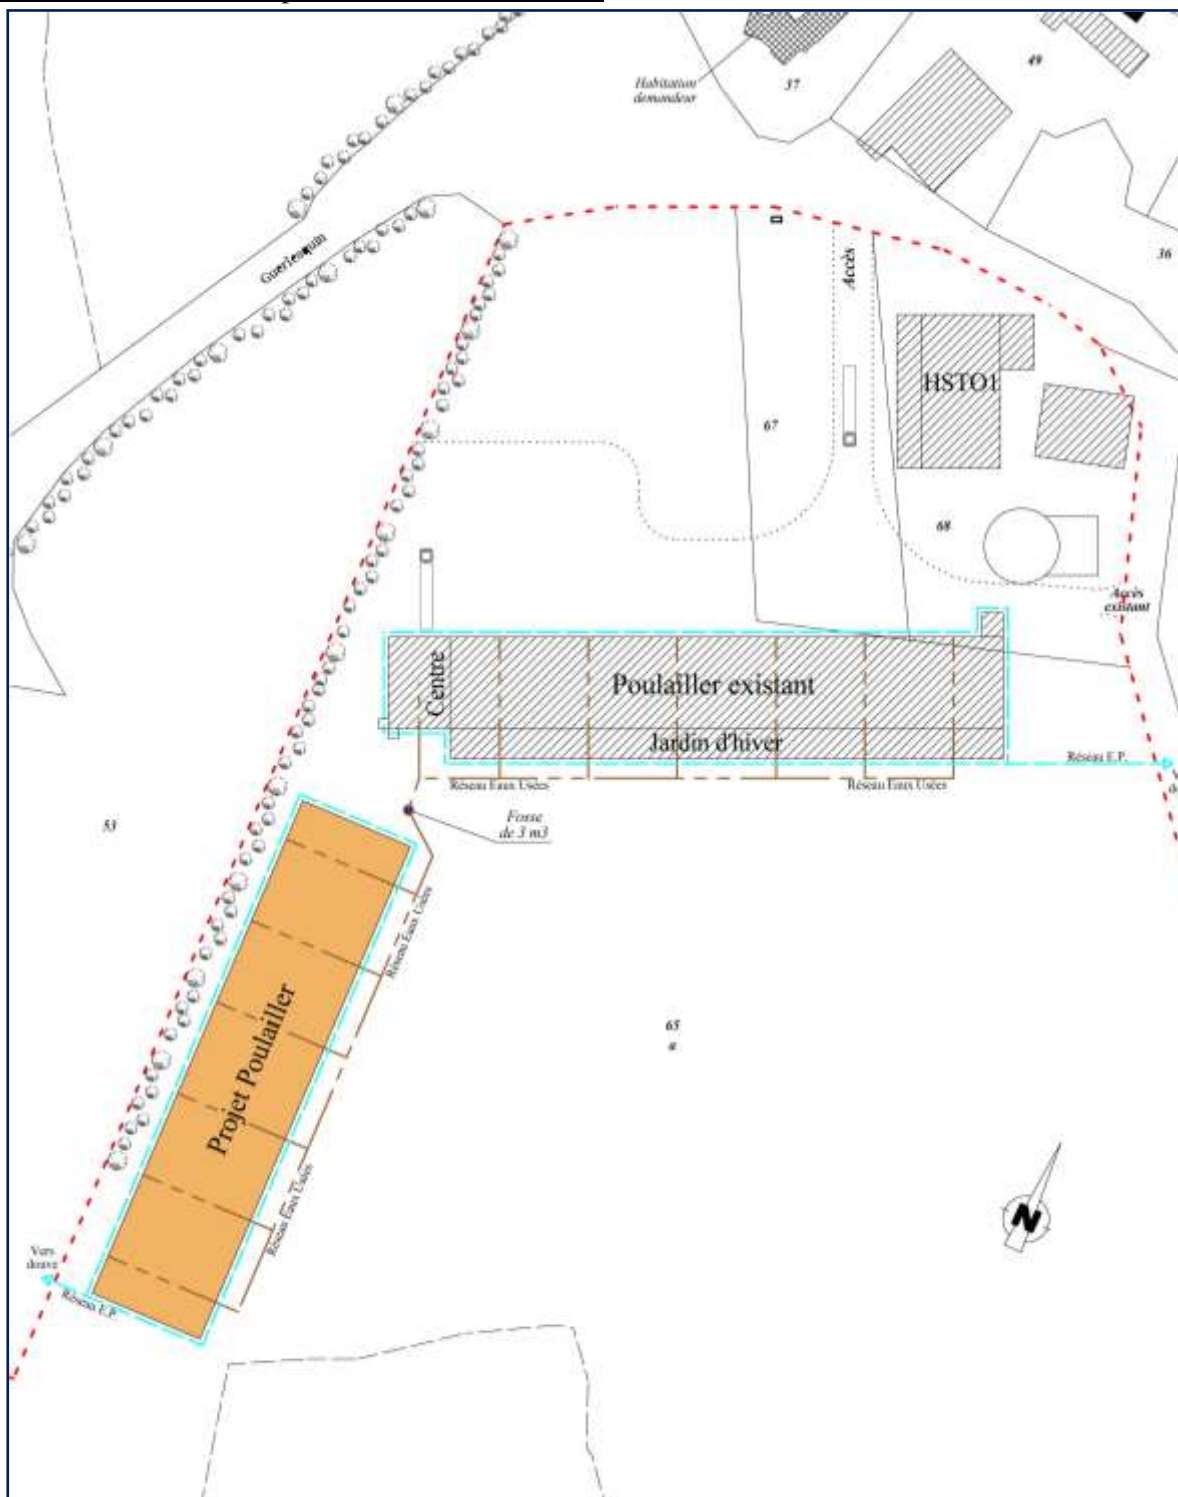 Habitation
demandeur
37
49
36
Guerlesquin
Accès
HSTO1
67
68
Accès
existant
Centre
Poulailler existant
Jardin d'hiver
Réseau E.P.
Réseau Eaux Usées
Réseau Eaux Usées
Fosse
de 3 m3
53
Réseau Eaux Usées
Projet Poulailler
65
a
Réseau Eaux Usées
N
Vers
douve
Réseau E.P.